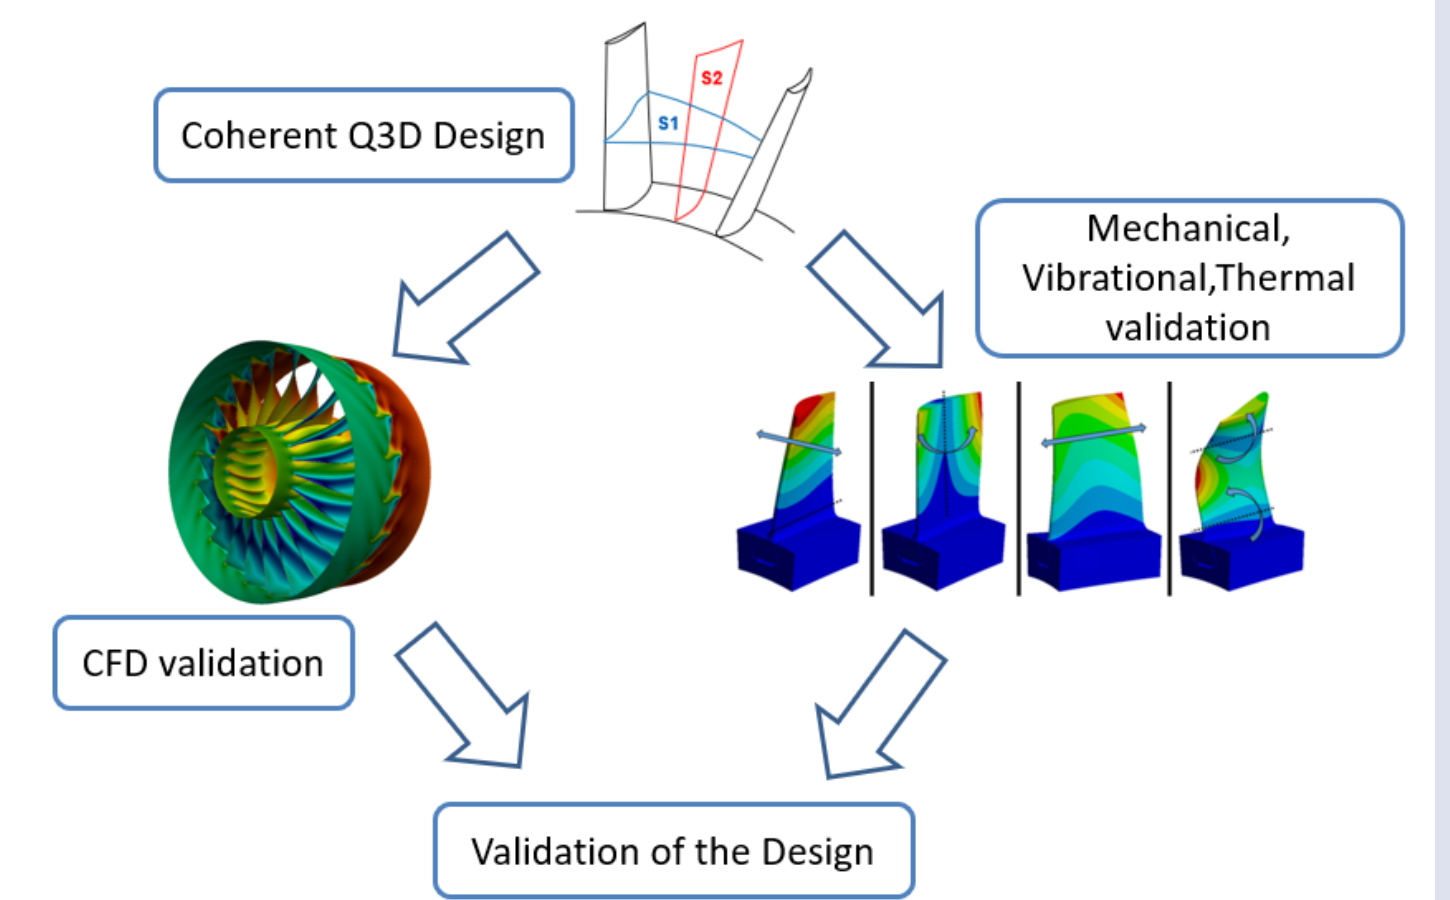 Coherent Q3D Design
S2
S1
Mechanical,
Vibrational,Thermal
validation
CFD validation
Validation of the Design